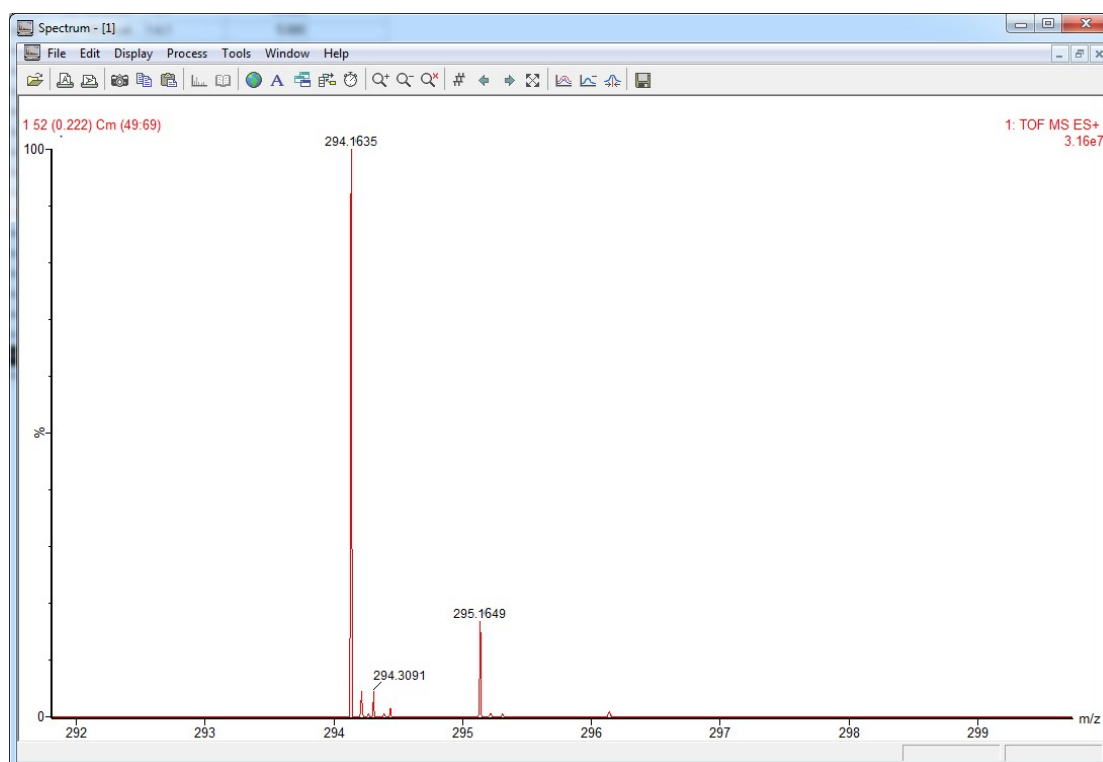 Spectrum - [1]
File Edit Display Process Tools Window Help
1 52 (0.222) Cm (49:69)
1: TOF MS ES+
3.16e7
100
294.1635
%
295.1649
294.3091
0
m/z
292 293 294 295 296 297 298 299